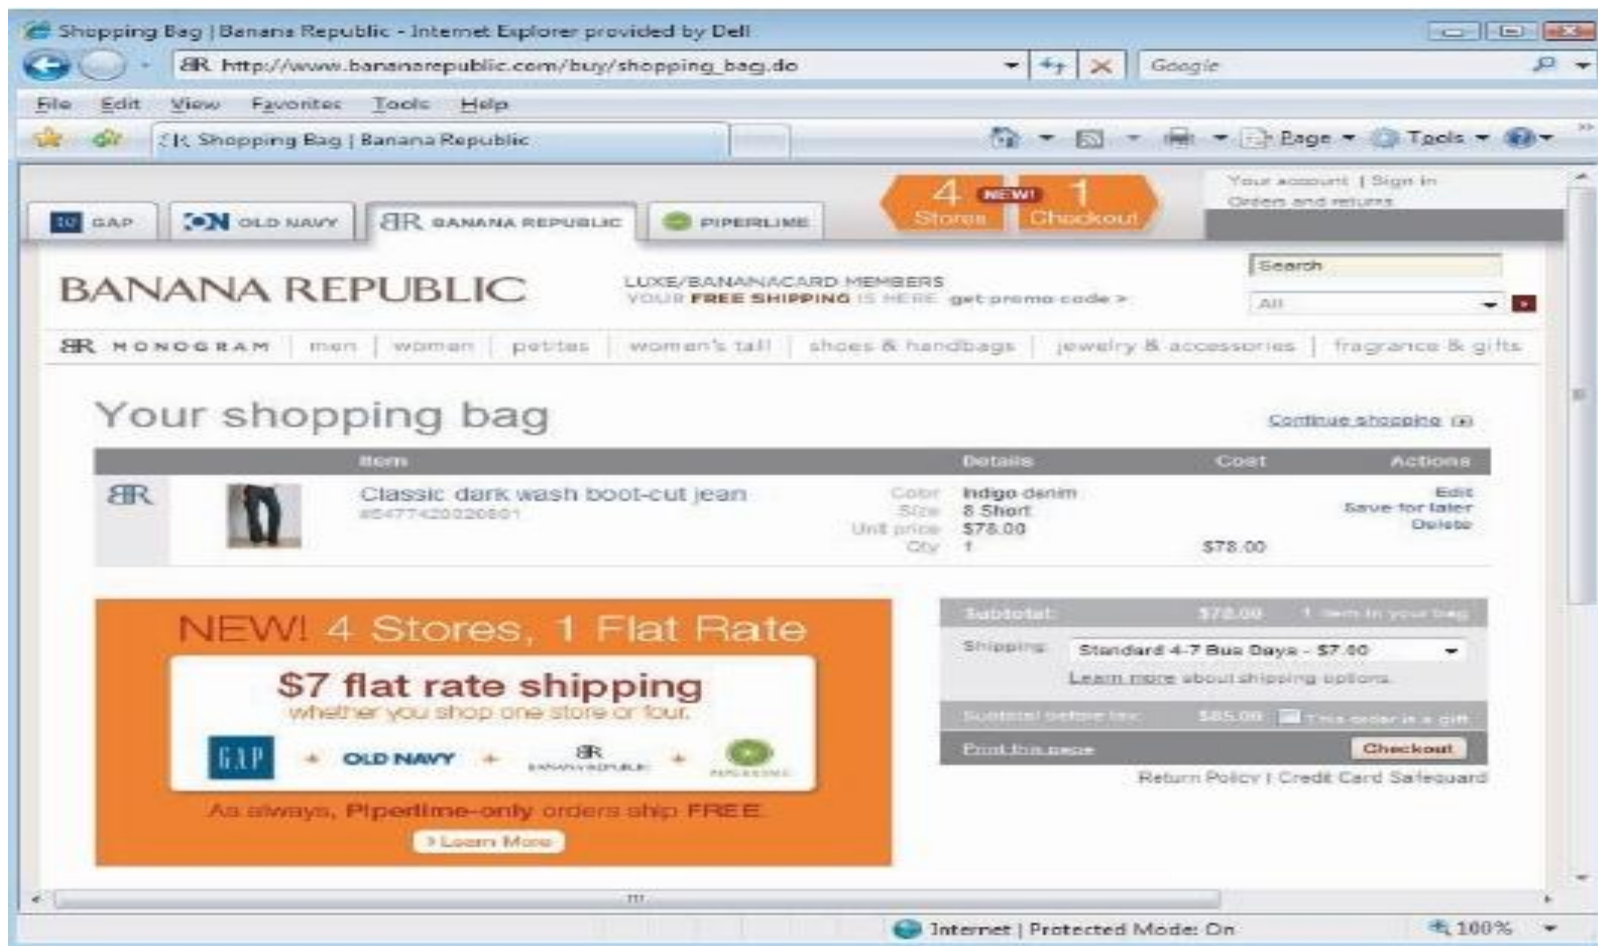 Shopping Bag | Banana Republic - Internet Explorer provided by Dell
BR http://www.bananarepublic.com/buy/shopping_bag.do Google
File Edit View Favorites Tools Help
Shopping Bag | Banana Republic Page Tools
4 Stores NEW! 1 Checkout
Your account | Sign in
Orders and returns
GAP ON OLD NAVY BR BANANA REPUBLIC PIPERLIME
BANANA REPUBLIC
LUXE/BANANACARD MEMBERS
YOUR FREE SHIPPING IS HERE get promo code >
Search
All
BR MONOGRAM | men | women | petites | women's tall | shoes & handbags | jewelry & accessories | fragrance & gifts
Your shopping bag
Continue shopping
Item Details Cost Actions
BR Classic dark wash boot-cut jean
Color Indigo denim Edit
Size 8 Short Save for later
Unit price $78.00 Delete
Qty 1 $78.00
NEW! 4 Stores, 1 Flat Rate
$7 flat rate shipping
whether you shop one store or four.
GAP + OLD NAVY + BR BANANA REPUBLIC + PIPERLIME
As always, Piperlime-only orders ship FREE.
> Learn More
Subtotal: $78.00 1 item in your bag
Shipping: Standard 4-7 Bus Days - $7.00
Learn more about shipping options.
Subtotal before tax: $85.00 This order is a gift
Print this page Checkout
Return Policy | Credit Card Safeguard
Internet | Protected Mode: On 100%